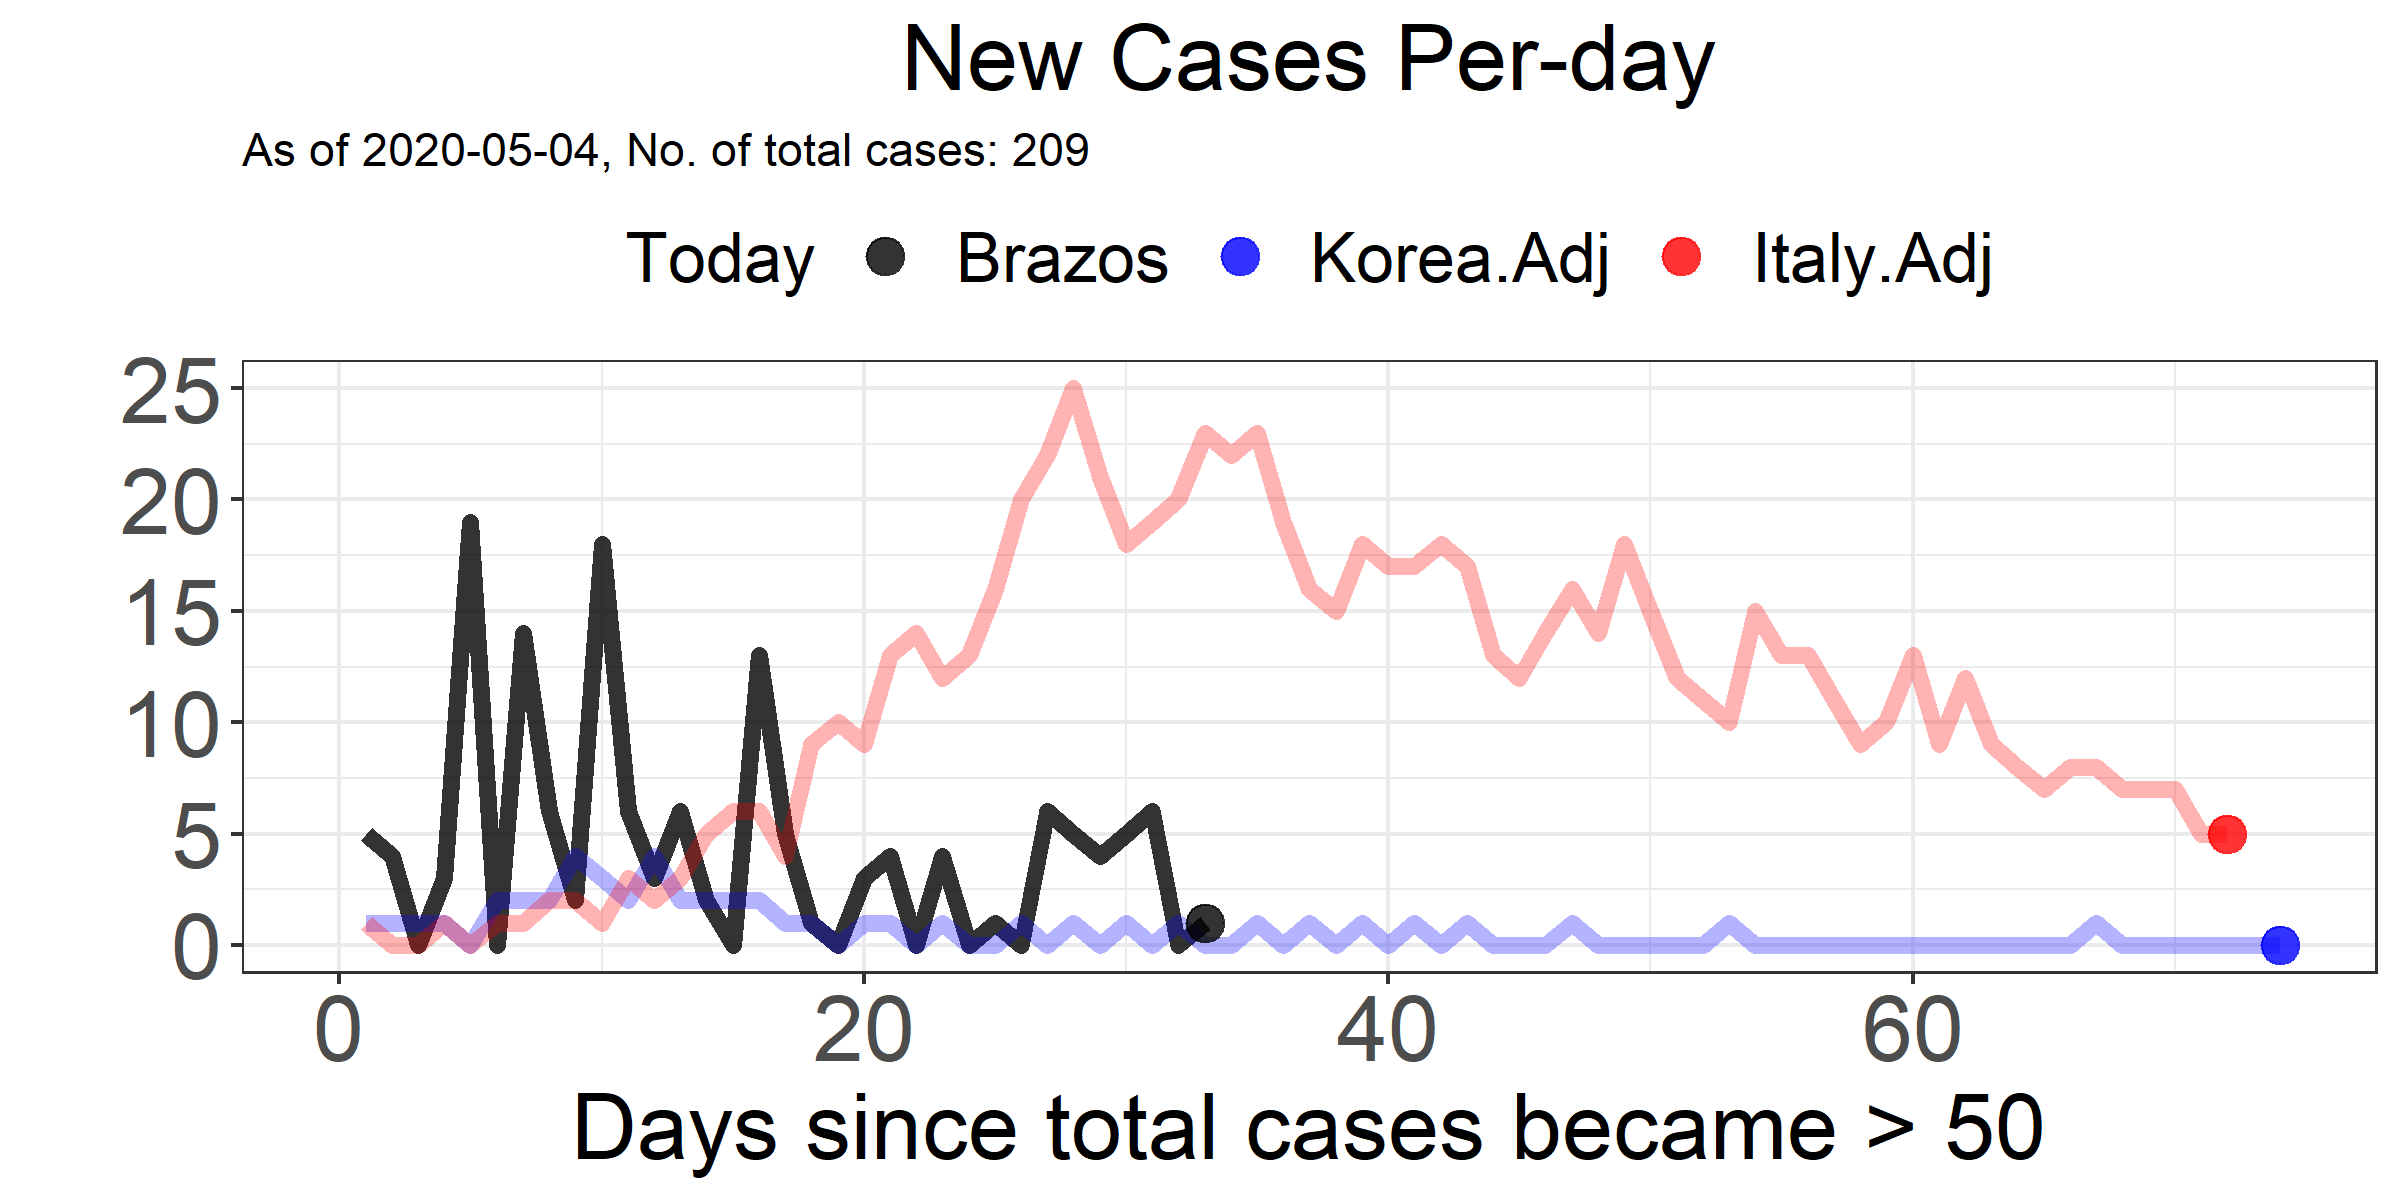 New Cases Per-day
As of 2020-05-04, No. of total cases: 209
Today Brazos Korea.Adj Italy.Adj
25
20
15
10
5
0
0 20 40 60
Days since total cases became > 50